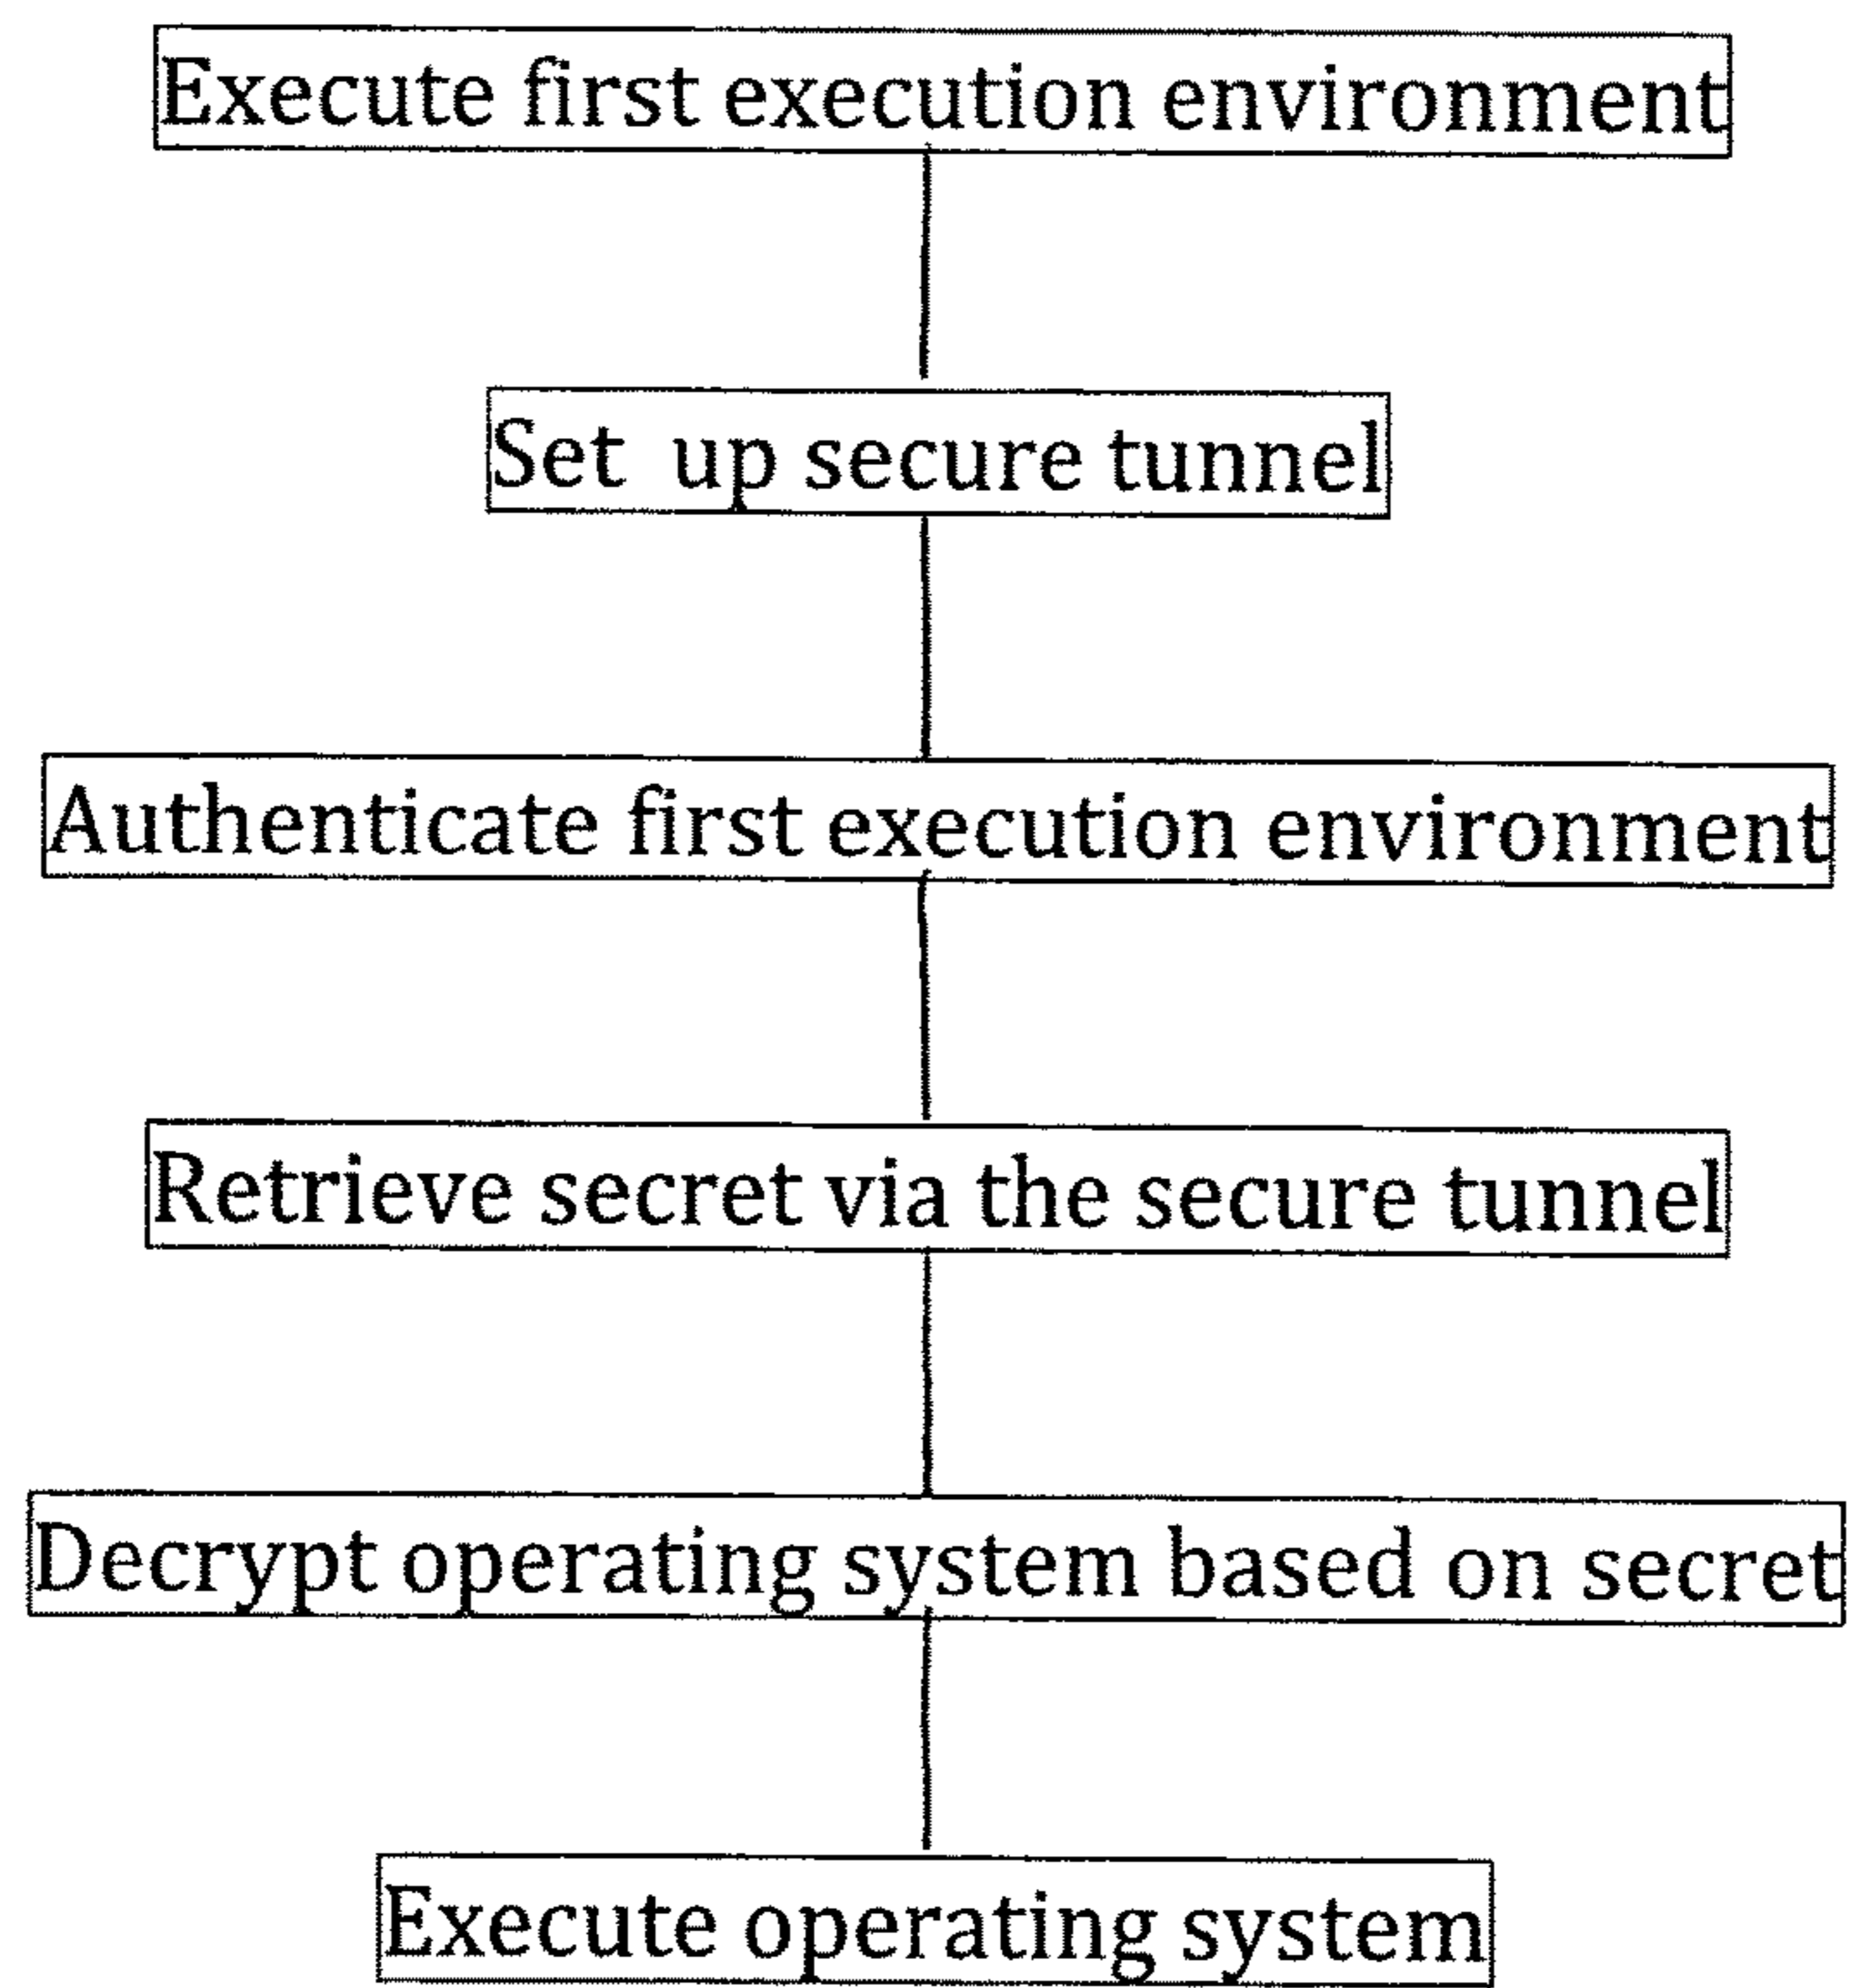 Execute first execution environment
Set up secure tunnel
Authenticate first execution environment
Retrieve secret via the secure tunnel
Decrypt operating system based on secret
Execute operating system